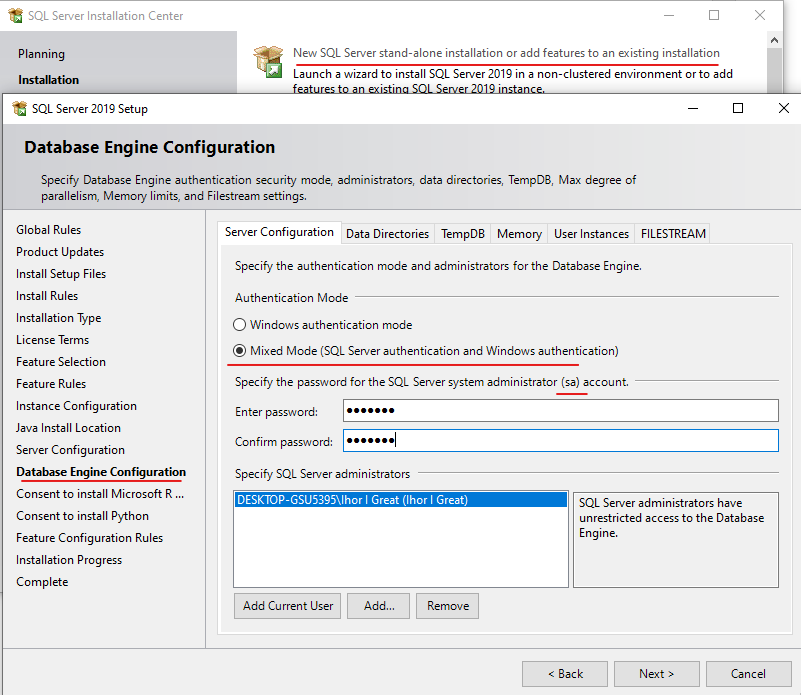 SQL Server Installation Center
Planning
Installation
New SQL Server stand-alone installation or add features to an existing installation
Launch a wizard to install SQL Server 2019 in a non-clustered environment or to add
features to an existing SQL Server 2019 instance.
SQL Server 2019 Setup
Database Engine Configuration
Specify Database Engine authentication security mode, administrators, data directories, TempDB, Max degree of
parallelism, Memory limits, and Filestream settings.
Global Rules
Product Updates
Install Setup Files
Install Rules
Installation Type
License Terms
Feature Selection
Feature Rules
Instance Configuration
Java Install Location
Server Configuration
Database Engine Configuration
Consent to install Microsoft R ...
Consent to install Python
Feature Configuration Rules
Installation Progress
Complete
Server Configuration Data Directories TempDB Memory User Instances FILESTREAM
Specify the authentication mode and administrators for the Database Engine.
Authentication Mode
Windows authentication mode
Mixed Mode (SQL Server authentication and Windows authentication)
Specify the password for the SQL Server system administrator (sa) account.
Enter password: ●●●●●●●
Confirm password: ●●●●●●●
Specify SQL Server administrators
DESKTOP-GSU5395\Ihor I Great (Ihor I Great)
SQL Server administrators have
unrestricted access to the Database
Engine.
Add Current User Add... Remove
< Back Next > Cancel